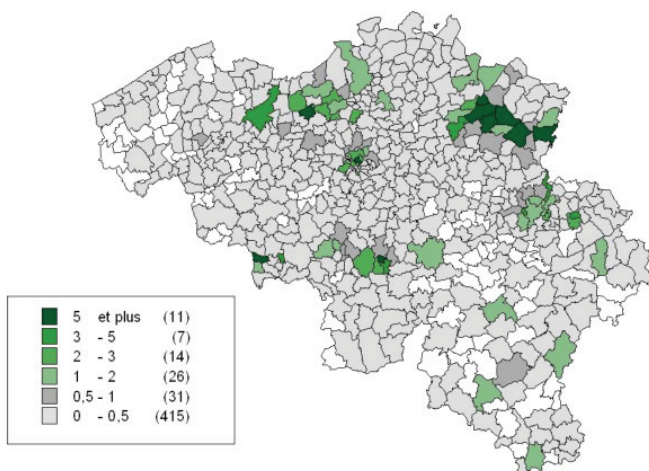 5 et plus (11)
3 - 5 (7)
2 - 3 (14)
1 - 2 (26)
0,5 - 1 (31)
0 - 0,5 (415)